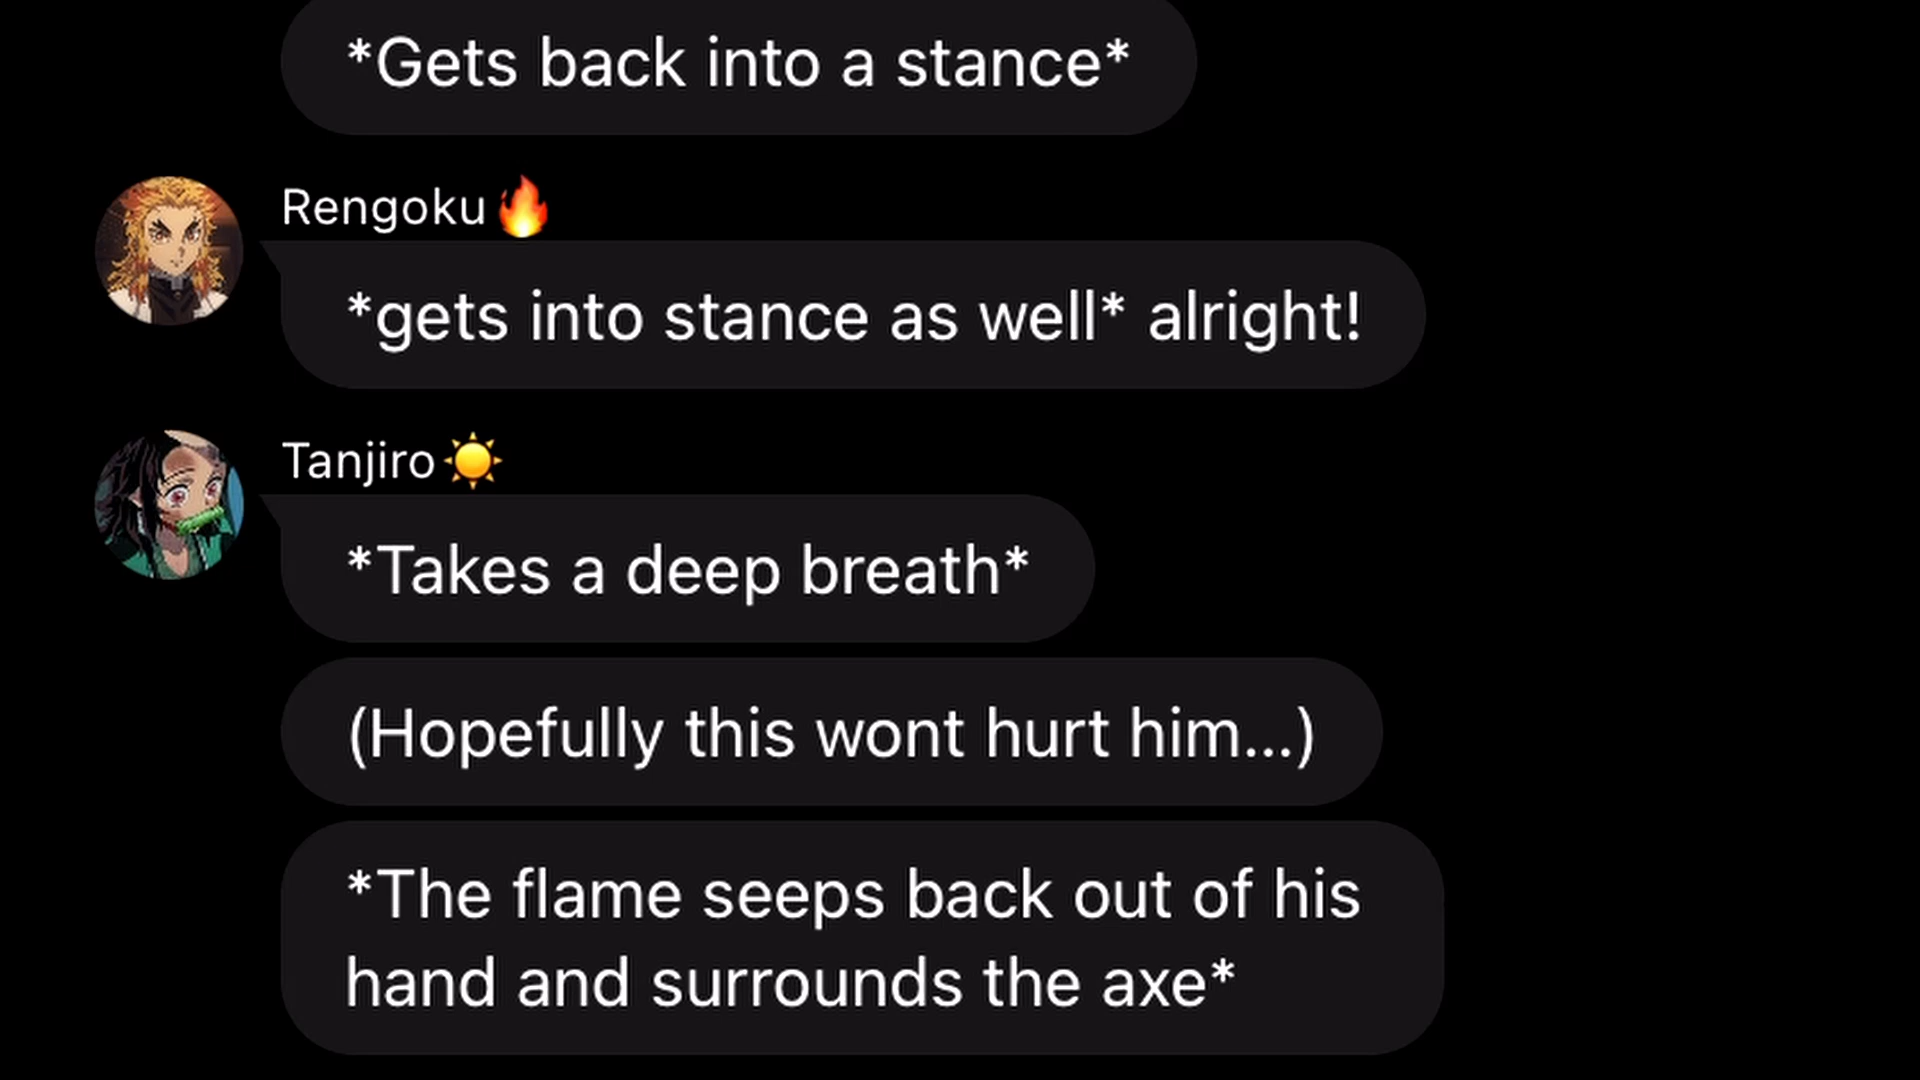 *Gets back into a stance*
Rengoku🔥
*gets into stance as well* alright!
Tanjiro☀️
*Takes a deep breath*
(Hopefully this wont hurt him...)
*The flame seeps back out of his
hand and surrounds the axe*